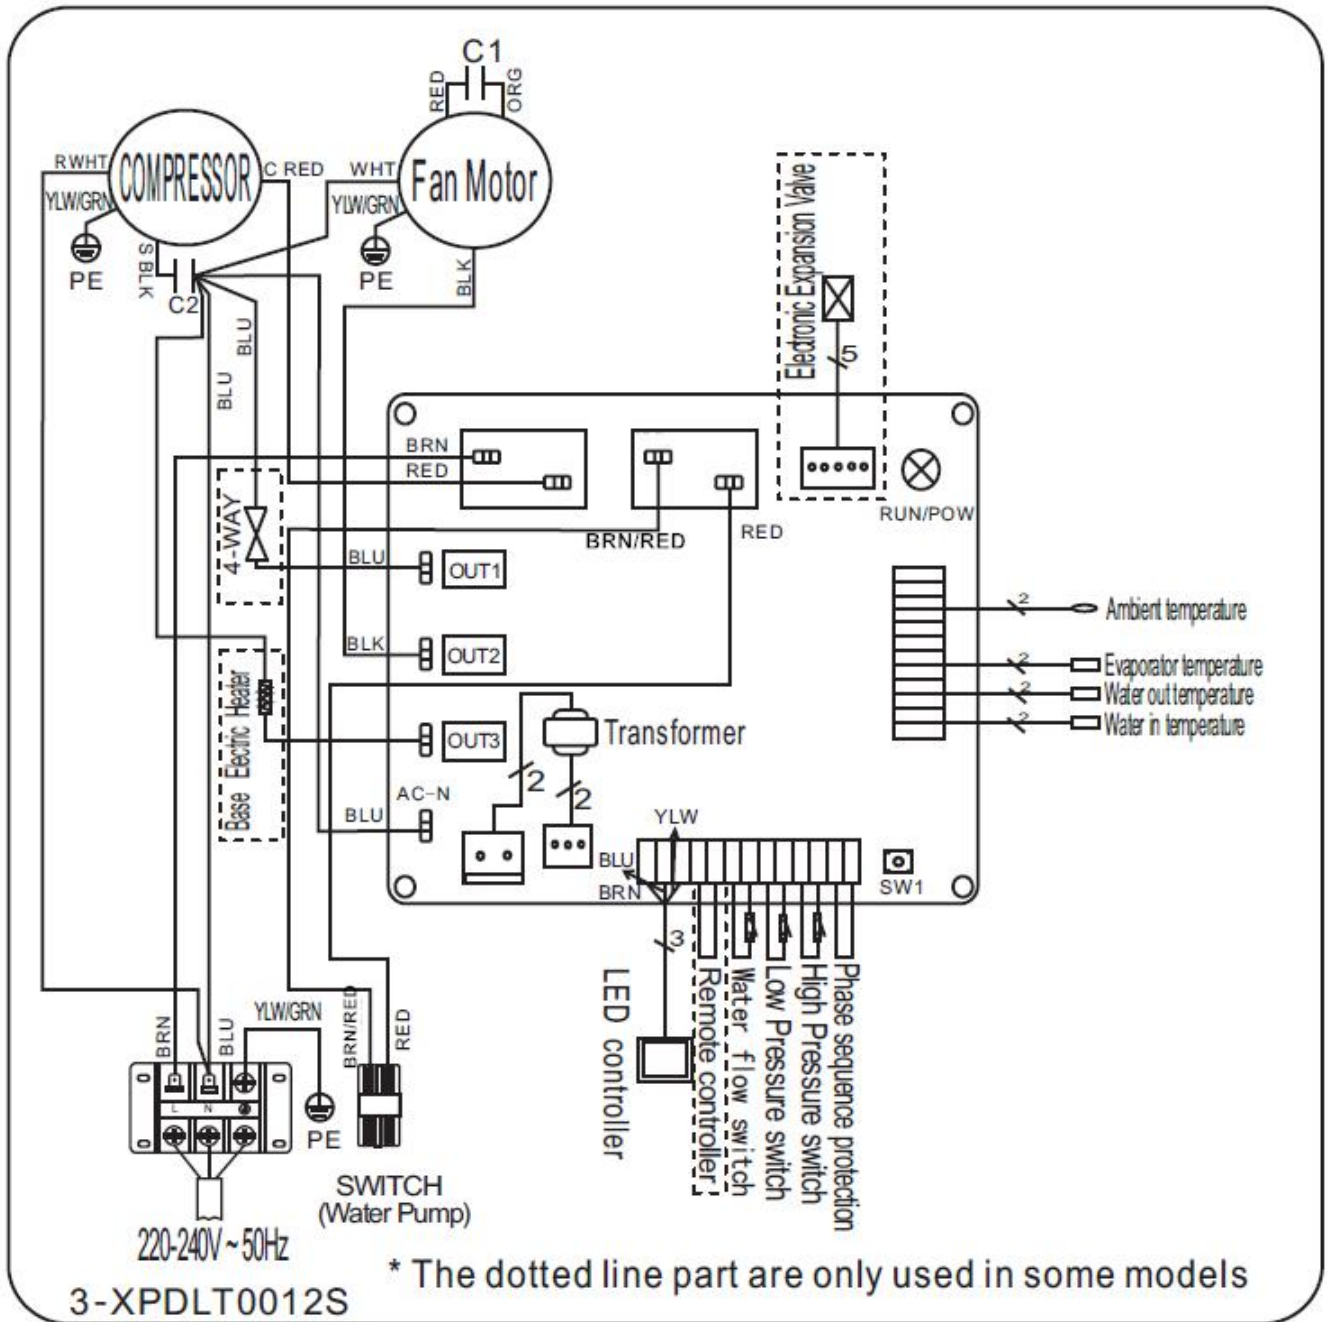 C1
RED
ORG
COMPRESSOR
R WHT
YLW/GRN
PE
S BLK
C2
C RED
WHT
YLW/GRN
PE
Fan Motor
BLK
Electronic Expansion Valve
5
BLU
BLU
BRN
RED
BRN/RED
RED
RUN/POW
4-WAY
BLU
OUT1
BLK
OUT2
Base Electric Heater
OUT3
AC-N
BLU
Transformer
2
2
2
Ambient temperature
2
Evaporator temperature
2
Water out temperature
2
Water in temperature
YLW
BLU
BRN
SW1
3
LED controller
Remote controller
Water flow switch
Low Pressure switch
High Pressure switch
Phase sequence protection
BRN
BLU
YLW/GRN
PE
L
N
BRN/RED
RED
SWITCH
(Water Pump)
220-240V ~ 50Hz
* The dotted line part are only used in some models
3-XPDLT0012S